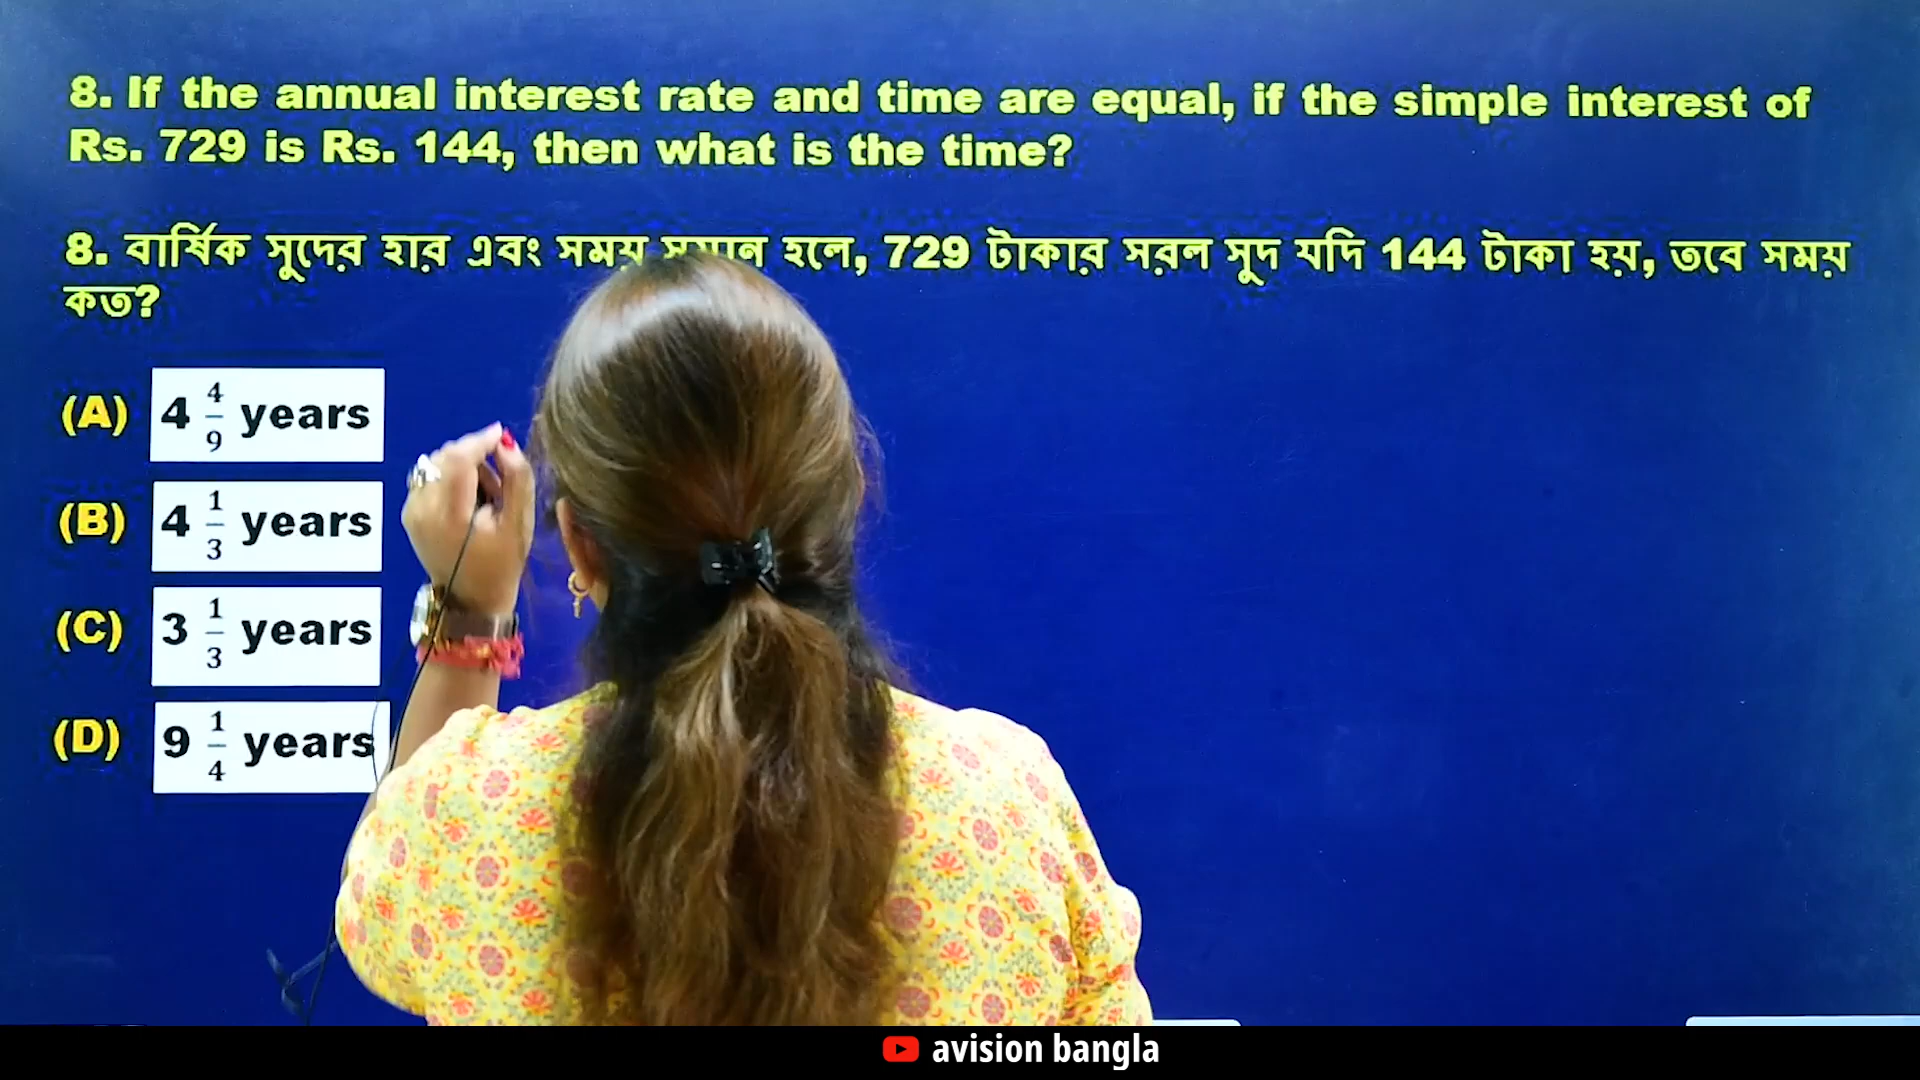 8. If the annual interest rate and time are equal, if the simple interest of
Rs. 729 is Rs. 144, then what is the time?
8. বার্ষিক সুদের হার এবং সময় সমান হলে, 729 টাকার সরল সুদ যদি 144 টাকা হয়, তবে সময়
কত?
(A) 4 4/9 years
(B) 4 1/3 years
(C) 3 1/3 years
(D) 9 1/4 years
avision bangla